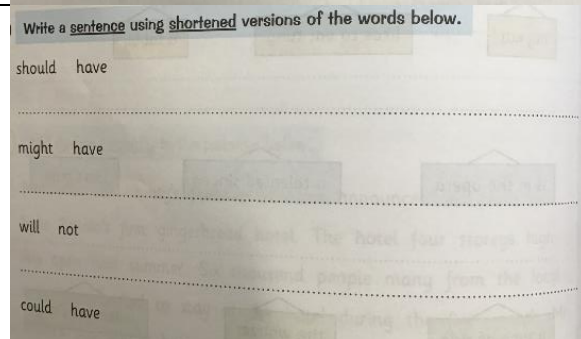 Write a sentence using shortened versions of the words below.
should have
might have
will not
could have